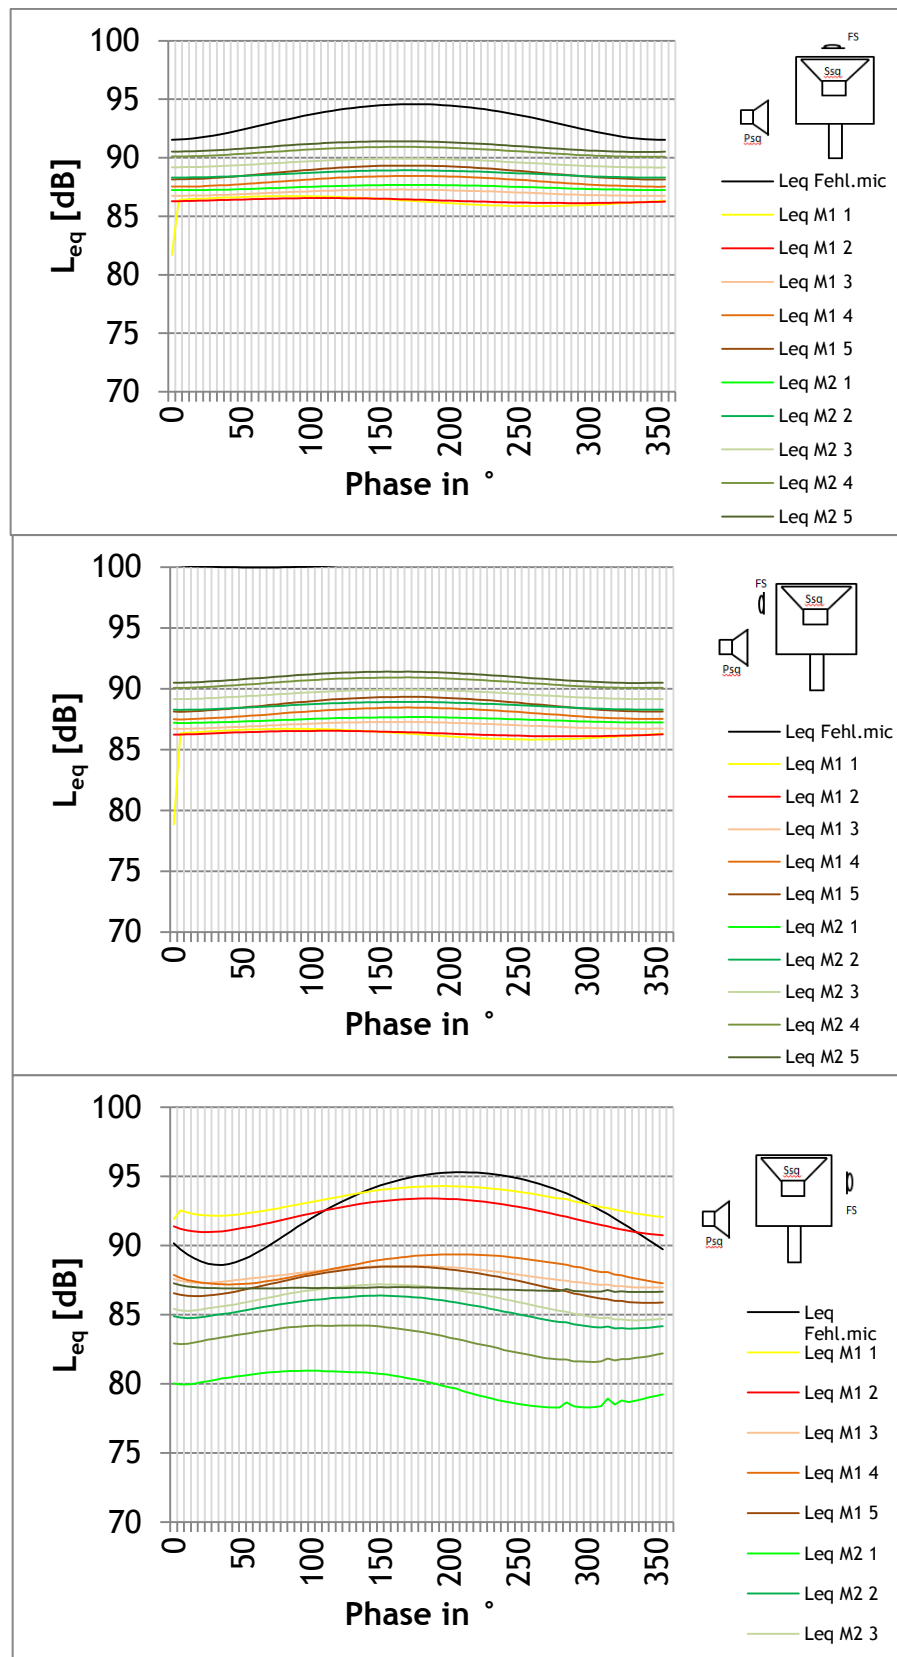 100
95
90
85
80
75
70
L_eq [dB]
0
50
100
150
200
250
300
350
Phase in °
FS
Ssq
Psq
Leq Fehl.mic
Leq M1 1
Leq M1 2
Leq M1 3
Leq M1 4
Leq M1 5
Leq M2 1
Leq M2 2
Leq M2 3
Leq M2 4
Leq M2 5
100
95
90
85
80
75
70
L_eq [dB]
0
50
100
150
200
250
300
350
Phase in °
FS
Ssq
Psq
Leq Fehl.mic
Leq M1 1
Leq M1 2
Leq M1 3
Leq M1 4
Leq M1 5
Leq M2 1
Leq M2 2
Leq M2 3
Leq M2 4
Leq M2 5
100
95
90
85
80
75
70
L_eq [dB]
0
50
100
150
200
250
300
350
Phase in °
Ssq
FS
Psq
Leq
Fehl.mic
Leq M1 1
Leq M1 2
Leq M1 3
Leq M1 4
Leq M1 5
Leq M2 1
Leq M2 2
Leq M2 3